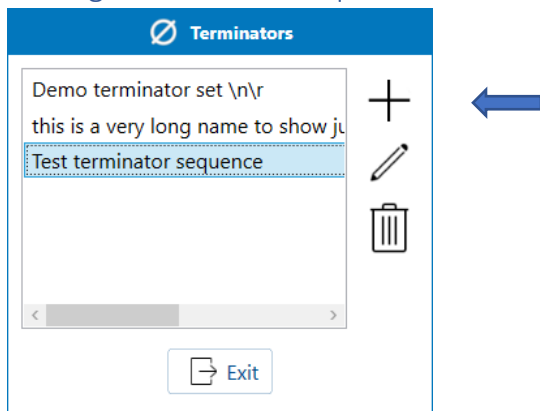 Terminators
Demo terminator set \n\r
this is a very long name to show ju
Test terminator sequence
Exit